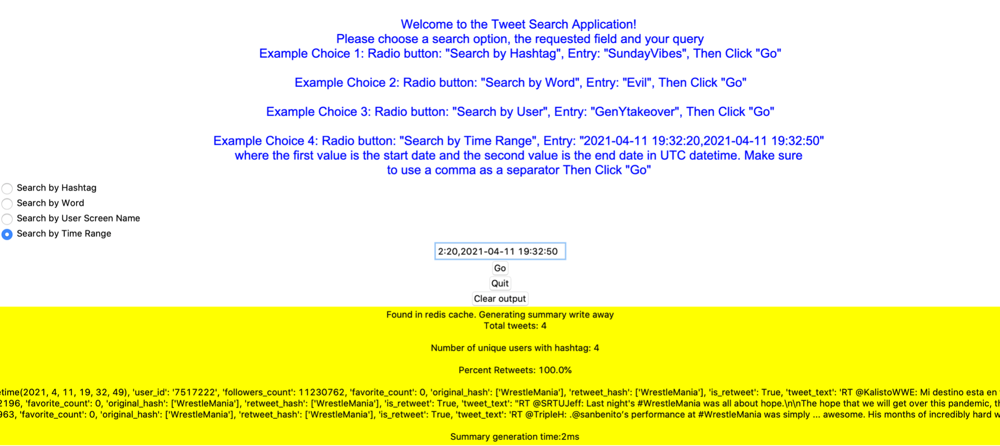 Welcome to the Tweet Search Application!
Please choose a search option, the requested field and your query
Example Choice 1: Radio button: "Search by Hashtag", Entry: "SundayVibes", Then Click "Go"
Example Choice 2: Radio button: "Search by Word", Entry: "Evil", Then Click "Go"
Example Choice 3: Radio button: "Search by User", Entry: "GenYtakeover", Then Click "Go"
Example Choice 4: Radio button: "Search by Time Range", Entry: "2021-04-11 19:32:20,2021-04-11 19:32:50"
where the first value is the start date and the second value is the end date in UTC datetime. Make sure
to use a comma as a separator Then Click "Go"
Search by Hashtag
Search by Word
Search by User Screen Name
Search by Time Range
2:20,2021-04-11 19:32:50
Go
Quit
Clear output
Found in redis cache. Generating summary write away
Total tweets: 4
Number of unique users with hashtag: 4
Percent Retweets: 100.0%
etime(2021, 4, 11, 19, 32, 49), 'user_id': '7517222', 'followers_count': 11230762, 'favorite_count': 0, 'original_hash': ['WrestleMania'], 'retweet_hash': ['WrestleMania'], 'is_retweet': True, 'tweet_text': 'RT @KalistoWWE: Mi destino esta en
2196, 'favorite_count': 0, 'original_hash': ['WrestleMania'], 'retweet_hash': ['WrestleMania'], 'is_retweet': True, 'tweet_text': "RT @SRTUJeff: Last night's #WrestleMania was all about hope.\n\nThe hope that we will get over this pandemic,
963, 'favorite_count': 0, 'original_hash': ['WrestleMania'], 'retweet_hash': ['WrestleMania'], 'is_retweet': True, 'tweet_text': 'RT @TripleH: .@sanbenito’s performance at #WrestleMania was simply ... awesome. His months of incredibly hard
Summary generation time:2ms